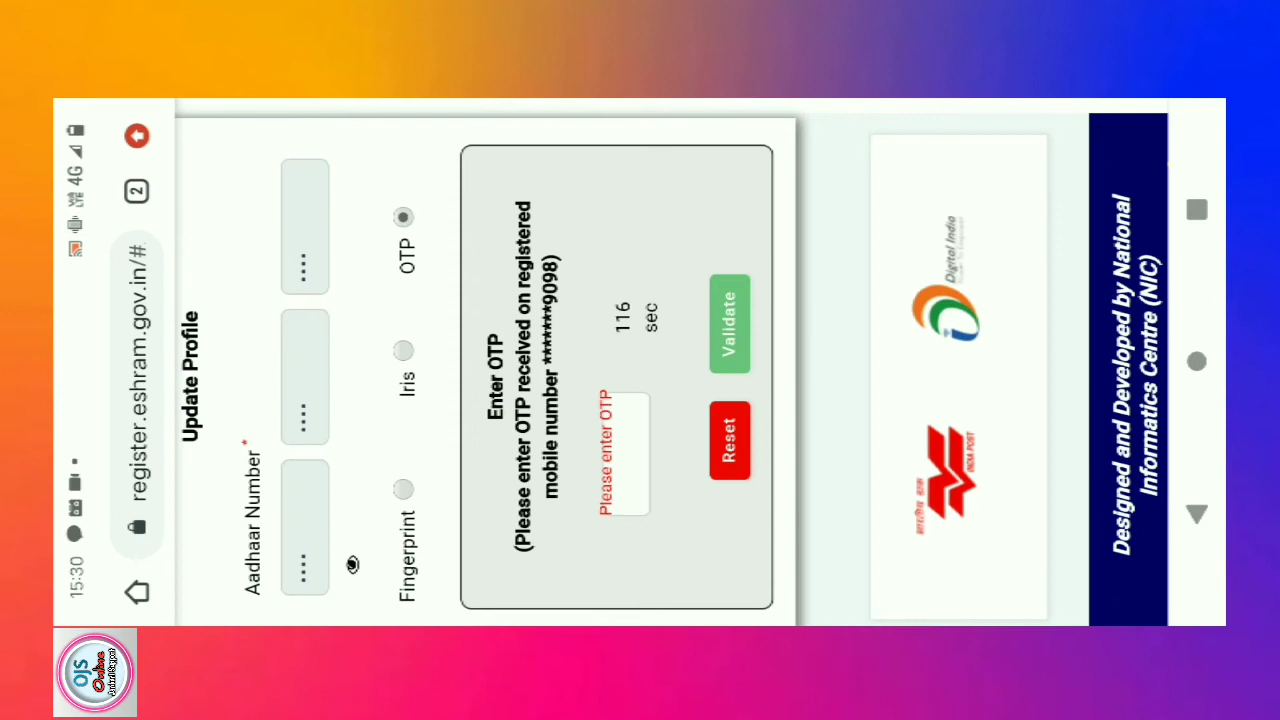 15:30
4G
register.eshram.gov.in/#.
2
Update Profile
Aadhaar Number *
....
....
....
Fingerprint
Iris
OTP
Enter OTP
(Please enter OTP received on registered
mobile number *******9098)
Please enter OTP
116
sec
Reset
Validate
INDIA POST
Digital India
Designed and Developed by National
Informatics Centre (NIC)
OJS
Online